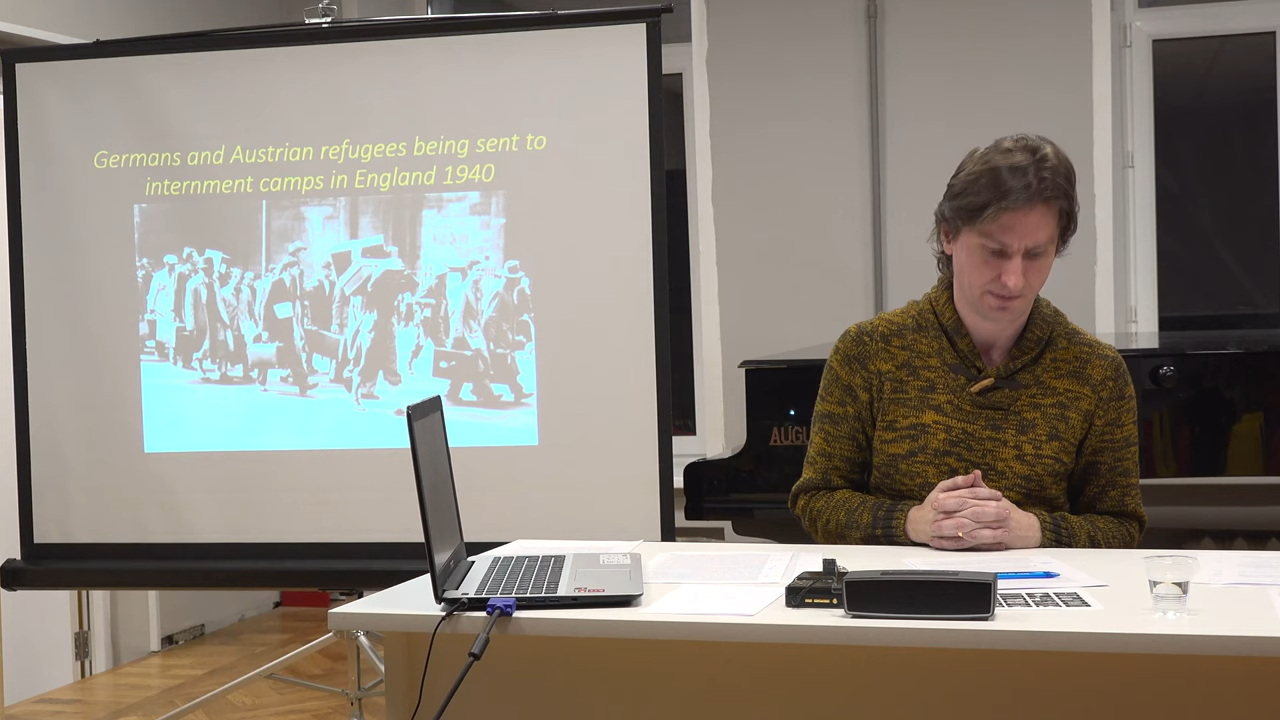 Germans and Austrian refugees being sent to
internment camps in England 1940
AUGU